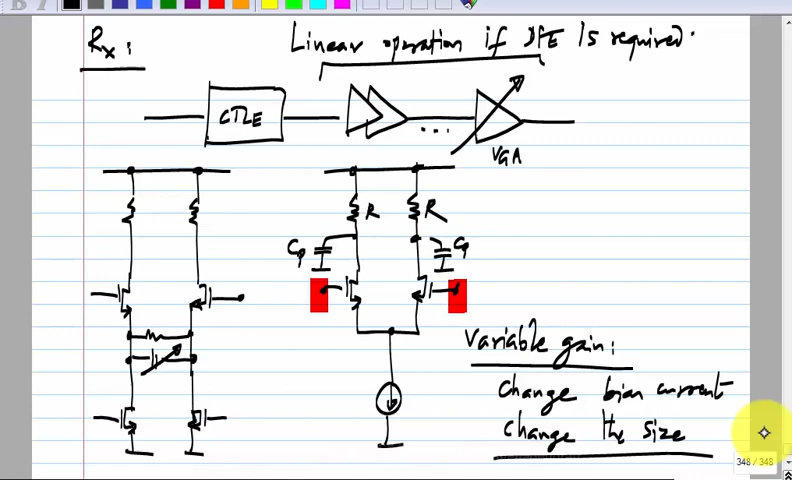 Rx:
Linear operation if DFE is required.
CTLE
...
VGA
R
R
Cp
Cp
Variable gain:
change bias current
change the size
348 / 348